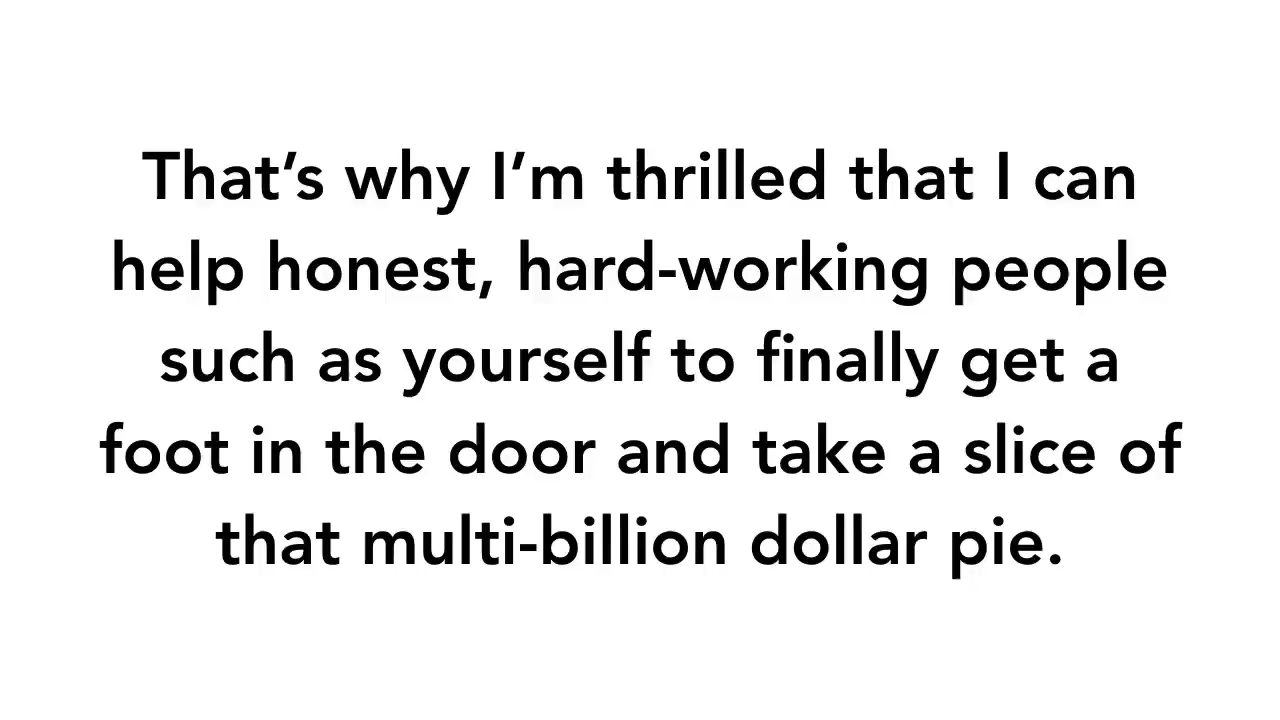 That’s why I’m thrilled that I can
help honest, hard-working people
such as yourself to finally get a
foot in the door and take a slice of
that multi-billion dollar pie.